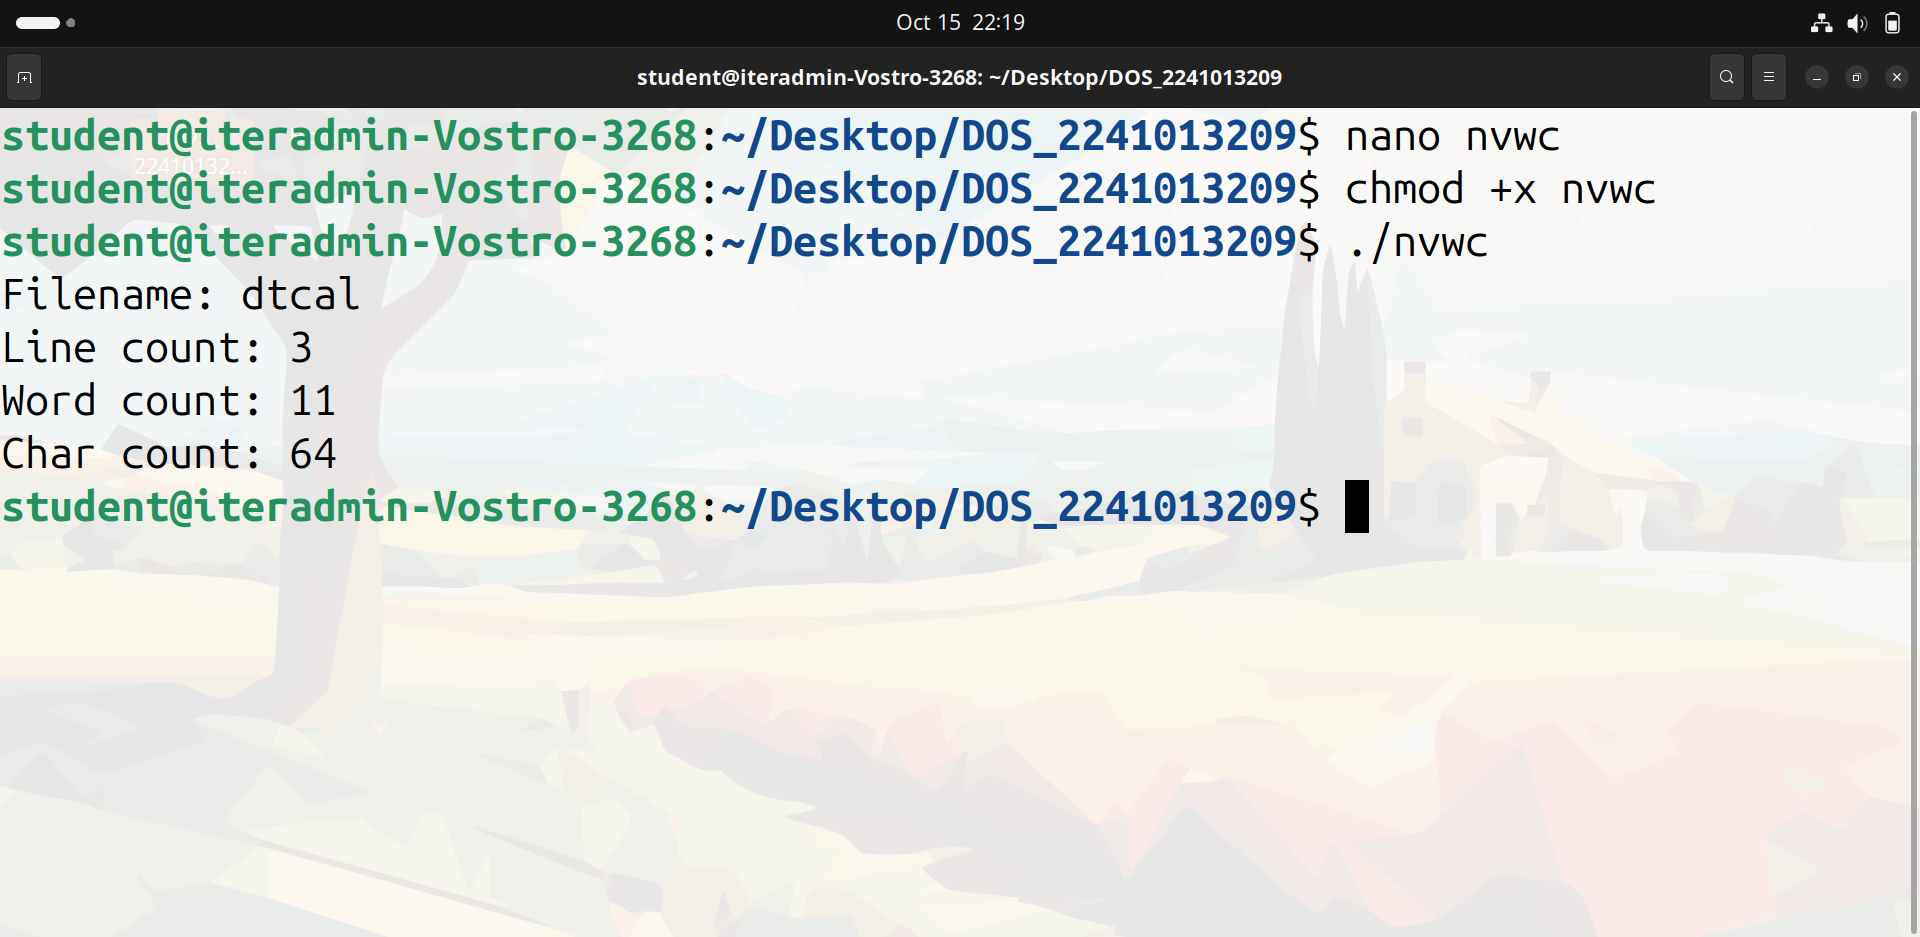 Oct 15 22:19
student@iteradmin-Vostro-3268: ~/Desktop/DOS_2241013209
student@iteradmin-Vostro-3268:~/Desktop/DOS_2241013209$ nano nvwc
22410132...
student@iteradmin-Vostro-3268:~/Desktop/DOS_2241013209$ chmod +x nvwc
student@iteradmin-Vostro-3268:~/Desktop/DOS_2241013209$ ./nvwc
Filename: dtcal
Line count: 3
Word count: 11
Char count: 64
student@iteradmin-Vostro-3268:~/Desktop/DOS_2241013209$